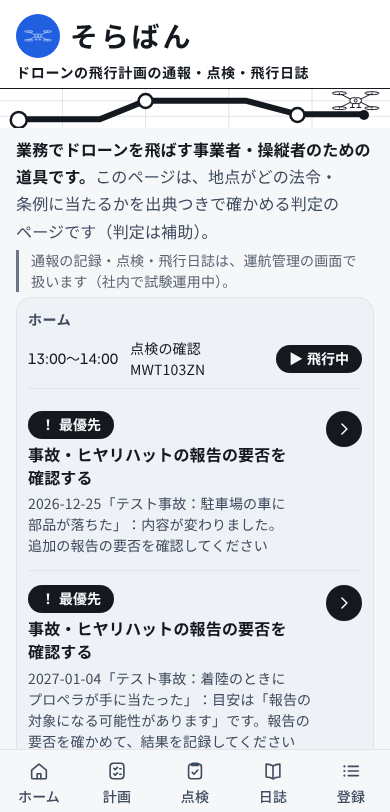 そらばん
ドローンの飛行計画の通報・点検・飛行日誌
業務でドローンを飛ばす事業者・操縦者のための
道具です。このページは、地点がどの法令・
条例に当たるかを出典つきで確かめる判定の
ページです（判定は補助）。
通報の記録・点検・飛行日誌は、運航管理の画面で
扱います（社内で試験運用中）。
ホーム
13:00〜14:00 点検の確認 ▶ 飛行中
MWT103ZN
！ 最優先
事故・ヒヤリハットの報告の要否を
確認する
2026-12-25「テスト事故：駐車場の車に
部品が落ちた」：内容が変わりました。
追加の報告の要否を確認してください
！ 最優先
事故・ヒヤリハットの報告の要否を
確認する
2027-01-04「テスト事故：着陸のときに
プロペラが手に当たった」：目安は「報告の
対象になる可能性があります」です。報告の
要否を確かめて、結果を記録してください
ホーム 計画 点検 日誌 登録